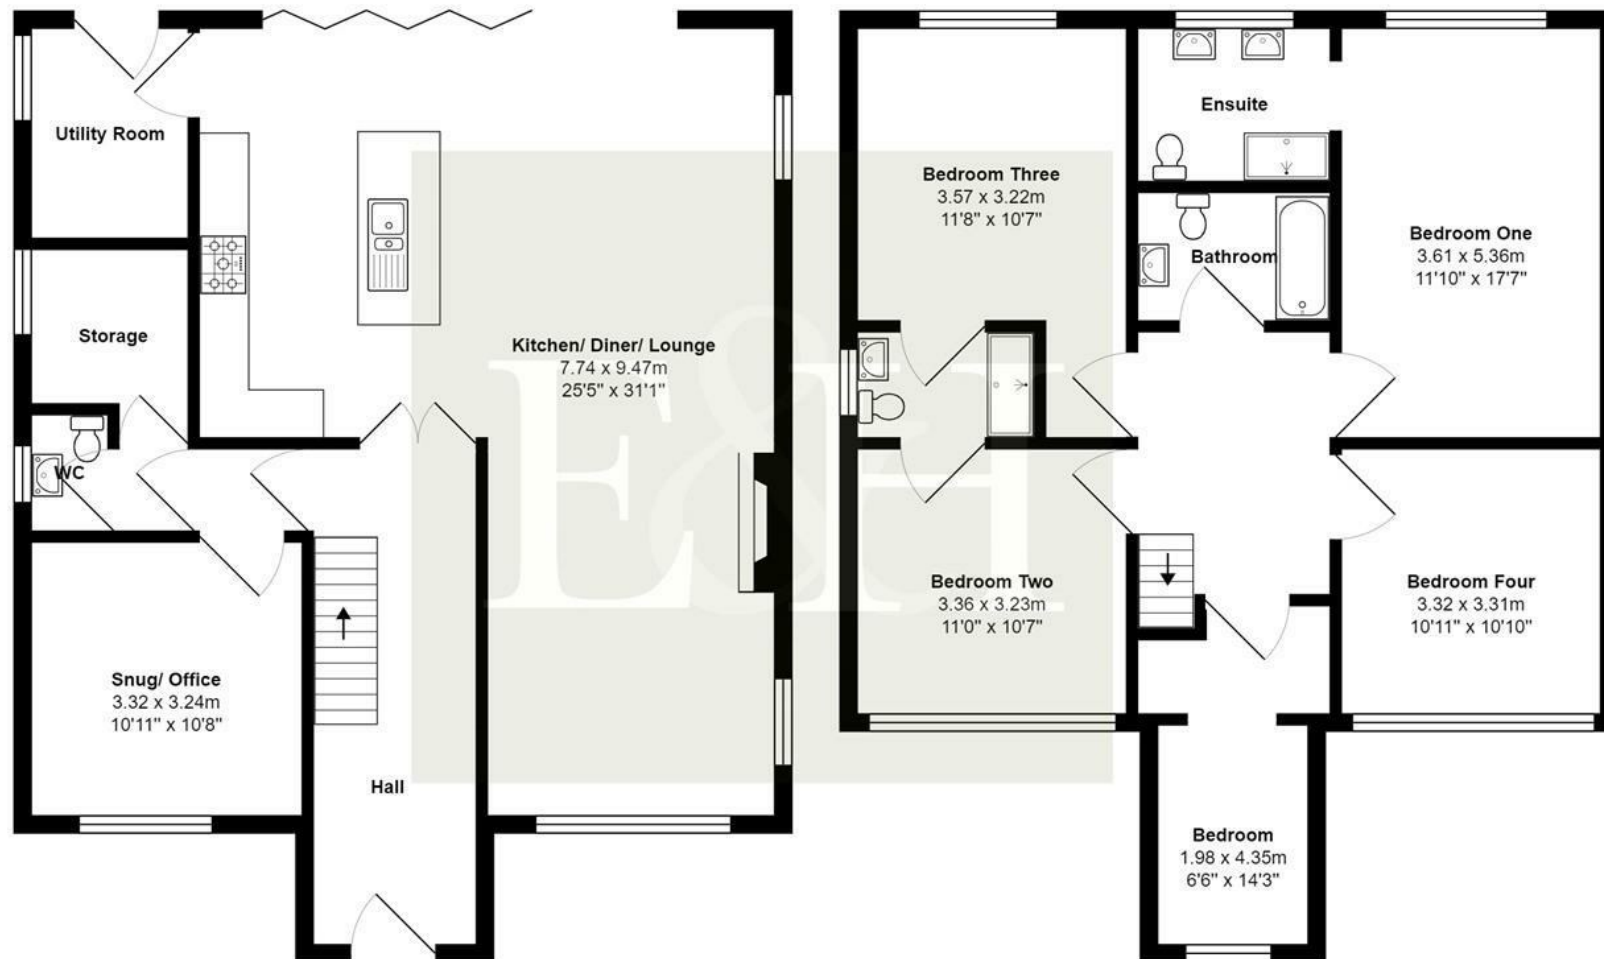 Utility Room
Storage
WC
Kitchen/ Diner/ Lounge
7.74 x 9.47m
25'5" x 31'1"
Snug/ Office
3.32 x 3.24m
10'11" x 10'8"
Hall
E&H
Bedroom Three
3.57 x 3.22m
11'8" x 10'7"
Ensuite
Bathroom
Bedroom One
3.61 x 5.36m
11'10" x 17'7"
Bedroom Two
3.36 x 3.23m
11'0" x 10'7"
Bedroom Four
3.32 x 3.31m
10'11" x 10'10"
Bedroom
1.98 x 4.35m
6'6" x 14'3"